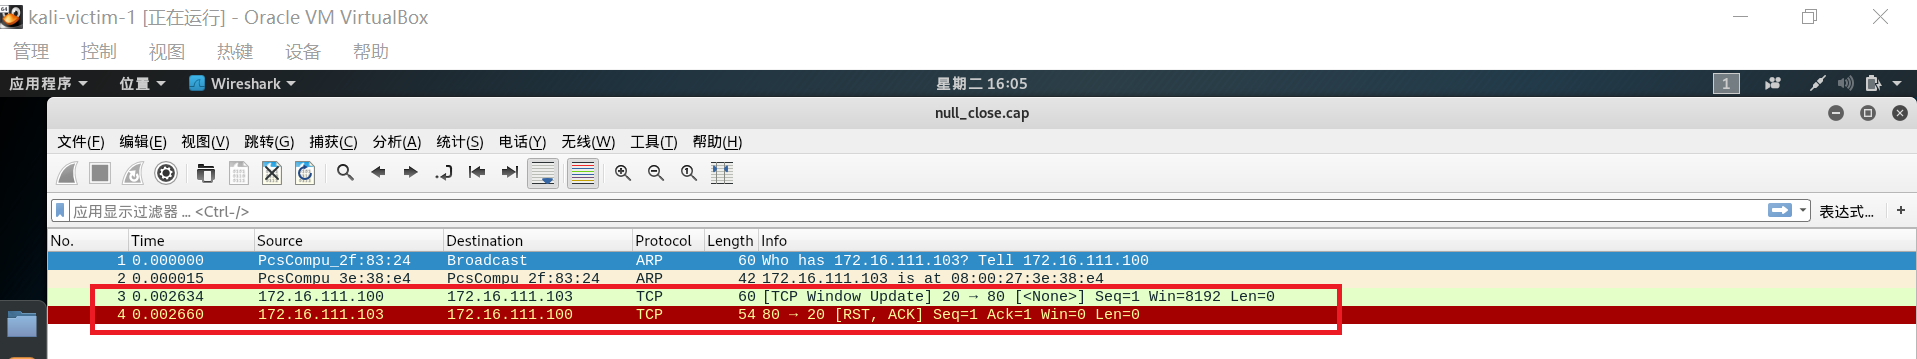 kali-victim-1 [正在运行] - Oracle VM VirtualBox
管理 控制 视图 热键 设备 帮助
应用程序 位置 Wireshark 星期二 16:05 1
null_close.cap
文件(F) 编辑(E) 视图(V) 跳转(G) 捕获(C) 分析(A) 统计(S) 电话(Y) 无线(W) 工具(T) 帮助(H)
应用显示过滤器 ... <Ctrl-/> 表达式... +
No. Time Source Destination Protocol Length Info
1 0.000000 PcsCompu_2f:83:24 Broadcast ARP 60 Who has 172.16.111.103? Tell 172.16.111.100
2 0.000015 PcsCompu_3e:38:e4 PcsCompu_2f:83:24 ARP 42 172.16.111.103 is at 08:00:27:3e:38:e4
3 0.002634 172.16.111.100 172.16.111.103 TCP 60 [TCP Window Update] 20 → 80 [<None>] Seq=1 Win=8192 Len=0
4 0.002660 172.16.111.103 172.16.111.100 TCP 54 80 → 20 [RST, ACK] Seq=1 Ack=1 Win=0 Len=0